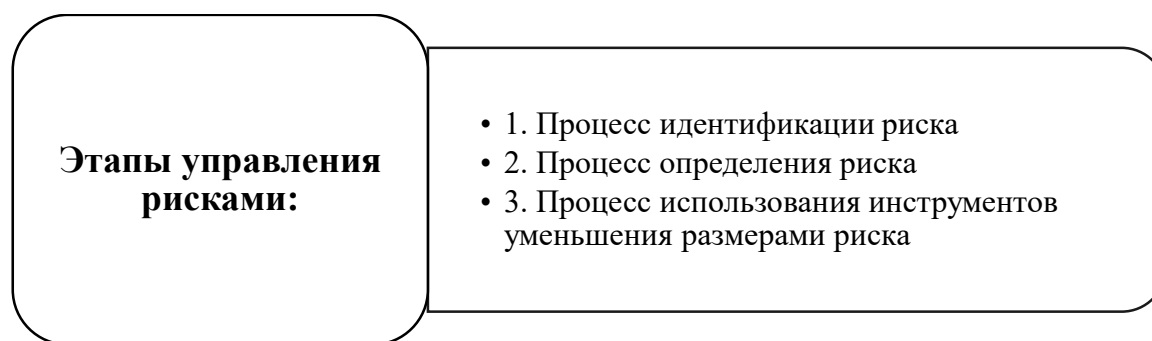 Этапы управления
рисками:
• 1. Процесс идентификации риска
• 2. Процесс определения риска
• 3. Процесс использования инструментов
уменьшения размерами риска